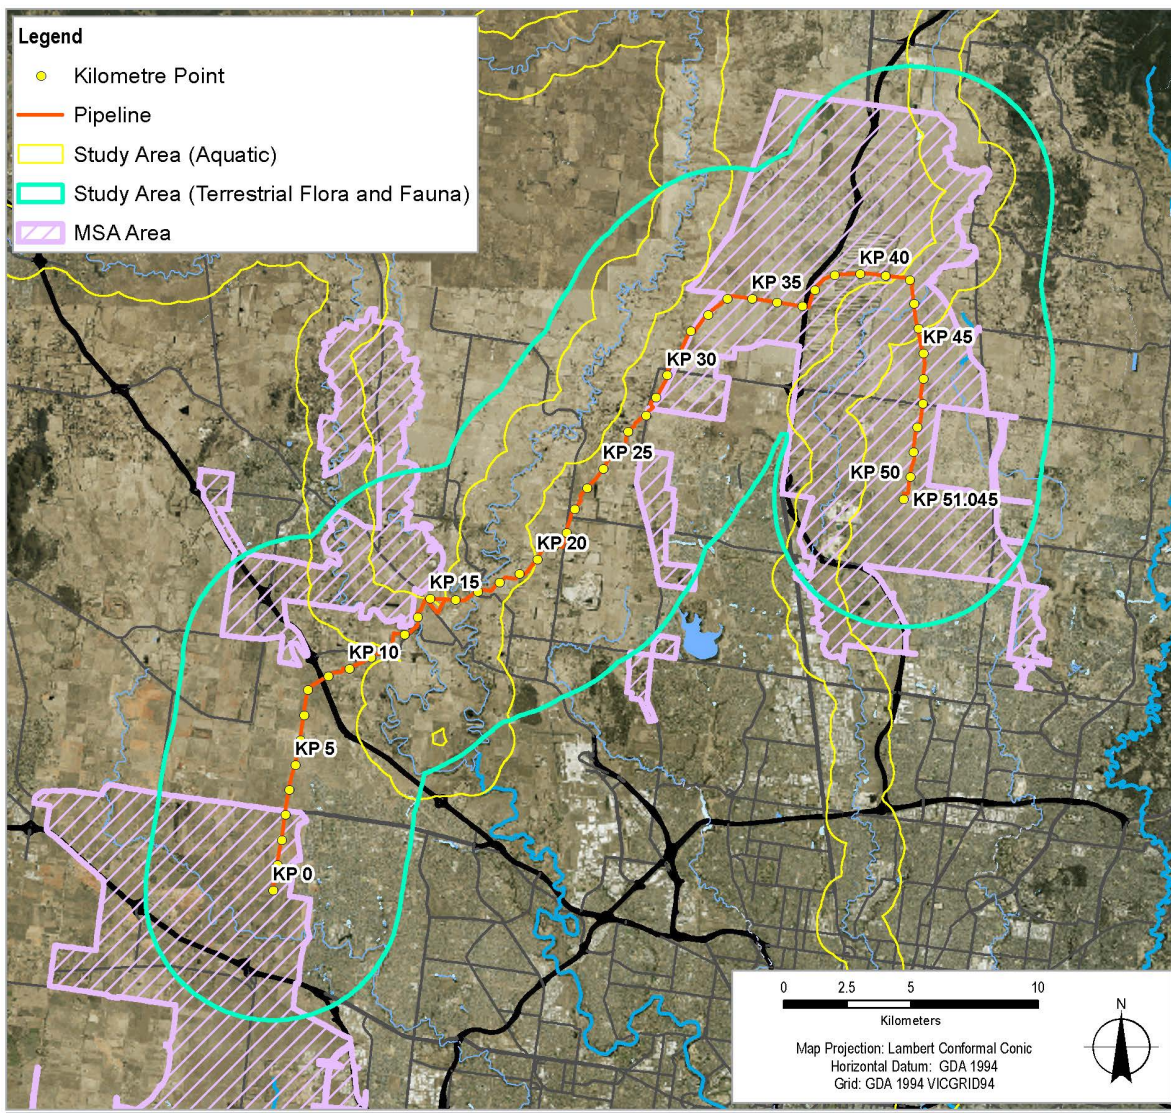 Legend
Kilometre Point
Pipeline
Study Area (Aquatic)
Study Area (Terrestrial Flora and Fauna)
MSA Area
KP 40
KP 35
KP 45
KP 30
KP 25
KP 50
KP 51.045
KP 20
KP 15
KP 10
KP 5
KP 0
0 2.5 5 10
Kilometers
N
Map Projection: Lambert Conformal Conic
Horizontal Datum: GDA 1994
Grid: GDA 1994 VICGRID94